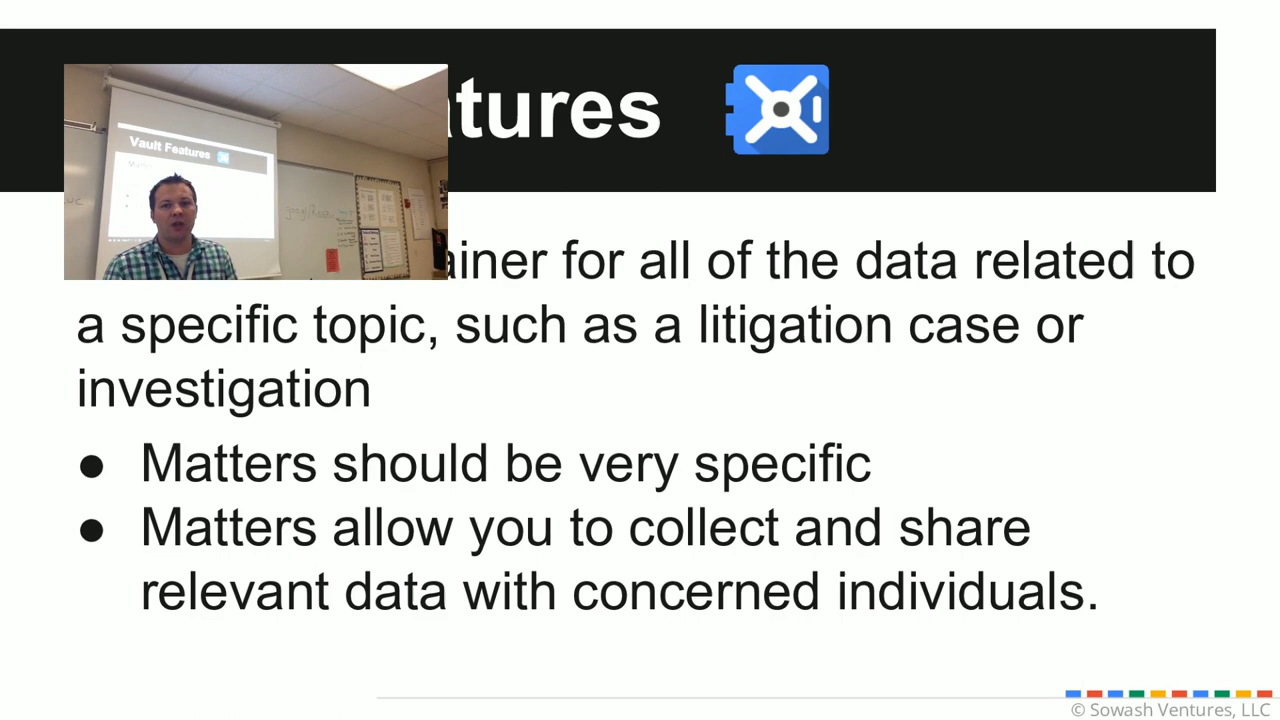 atures
Vault Features
ainer for all of the data related to
a specific topic, such as a litigation case or
investigation
● Matters should be very specific
● Matters allow you to collect and share
relevant data with concerned individuals.
© Sowash Ventures, LLC